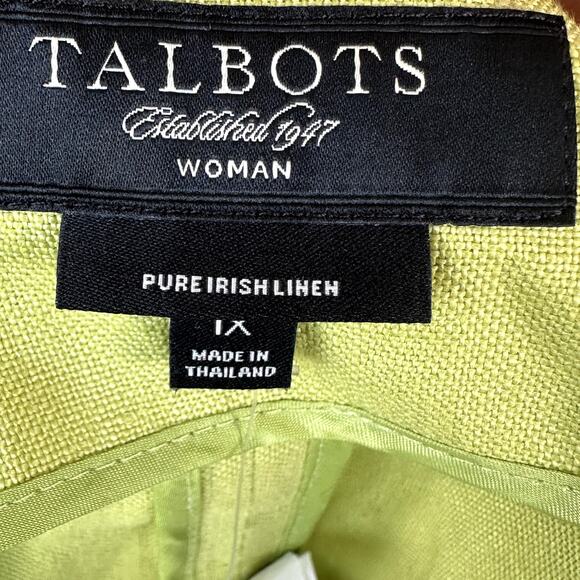 TALBOTS
Established 1947
WOMAN
PURE IRISH LINEN
1X
MADE IN
THAILAND